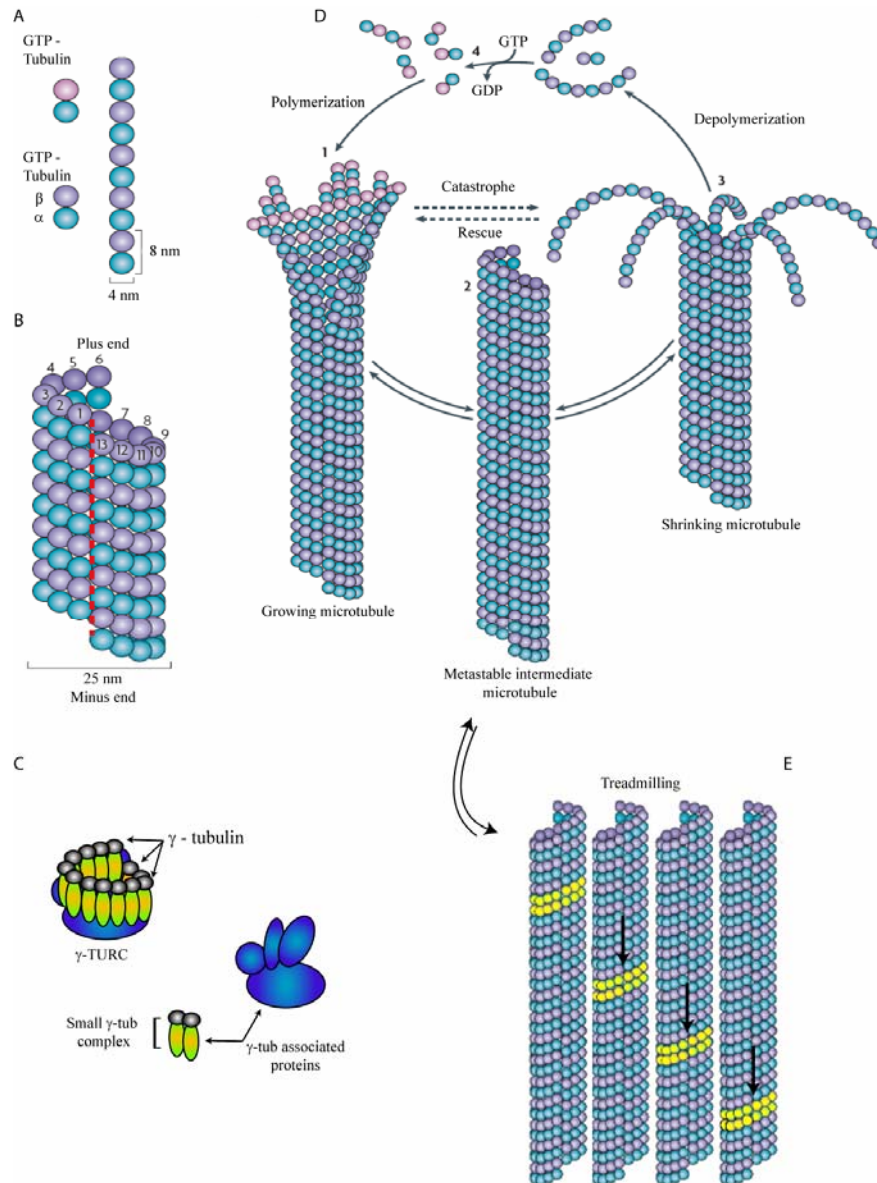 A
GTP -
Tubulin
GTP -
Tubulin
β
α
8 nm
4 nm
B
Plus end
4 5 6
3 2 1 7 8 9
13 12 11 10
25 nm
Minus end
C
γ - tubulin
γ-TURC
Small γ-tub
complex
γ-tub associated
proteins
D
4
GTP
GDP
Polymerization
Depolymerization
1
Catastrophe
Rescue
2
3
Growing microtubule
Metastable intermediate
microtubule
Shrinking microtubule
Treadmilling
E